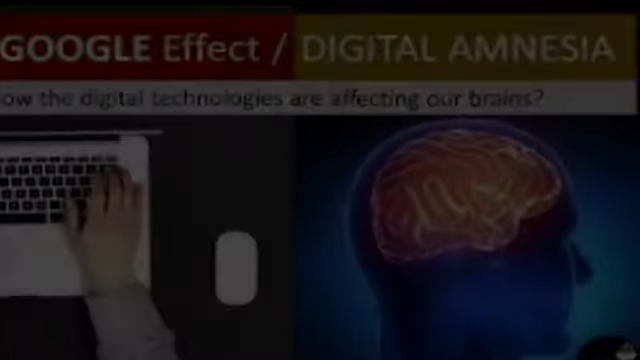 GOOGLE Effect / DIGITAL AMNESIA
ow the digital technologies are affecting our brains?